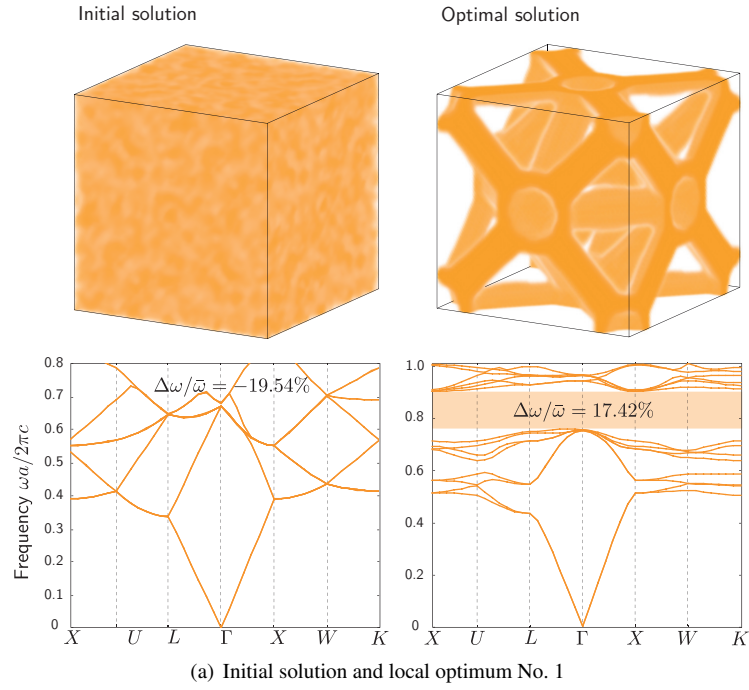 Initial solution
Optimal solution
0.8
0.7
0.6
0.5
0.4
0.3
0.2
0.1
0
Frequency ωa/2πc
Δω/ω̄ = −19.54%
X U L Γ X W K
1.0
0.8
0.6
0.4
0.2
0
Δω/ω̄ = 17.42%
X U L Γ X W K
(a) Initial solution and local optimum No. 1